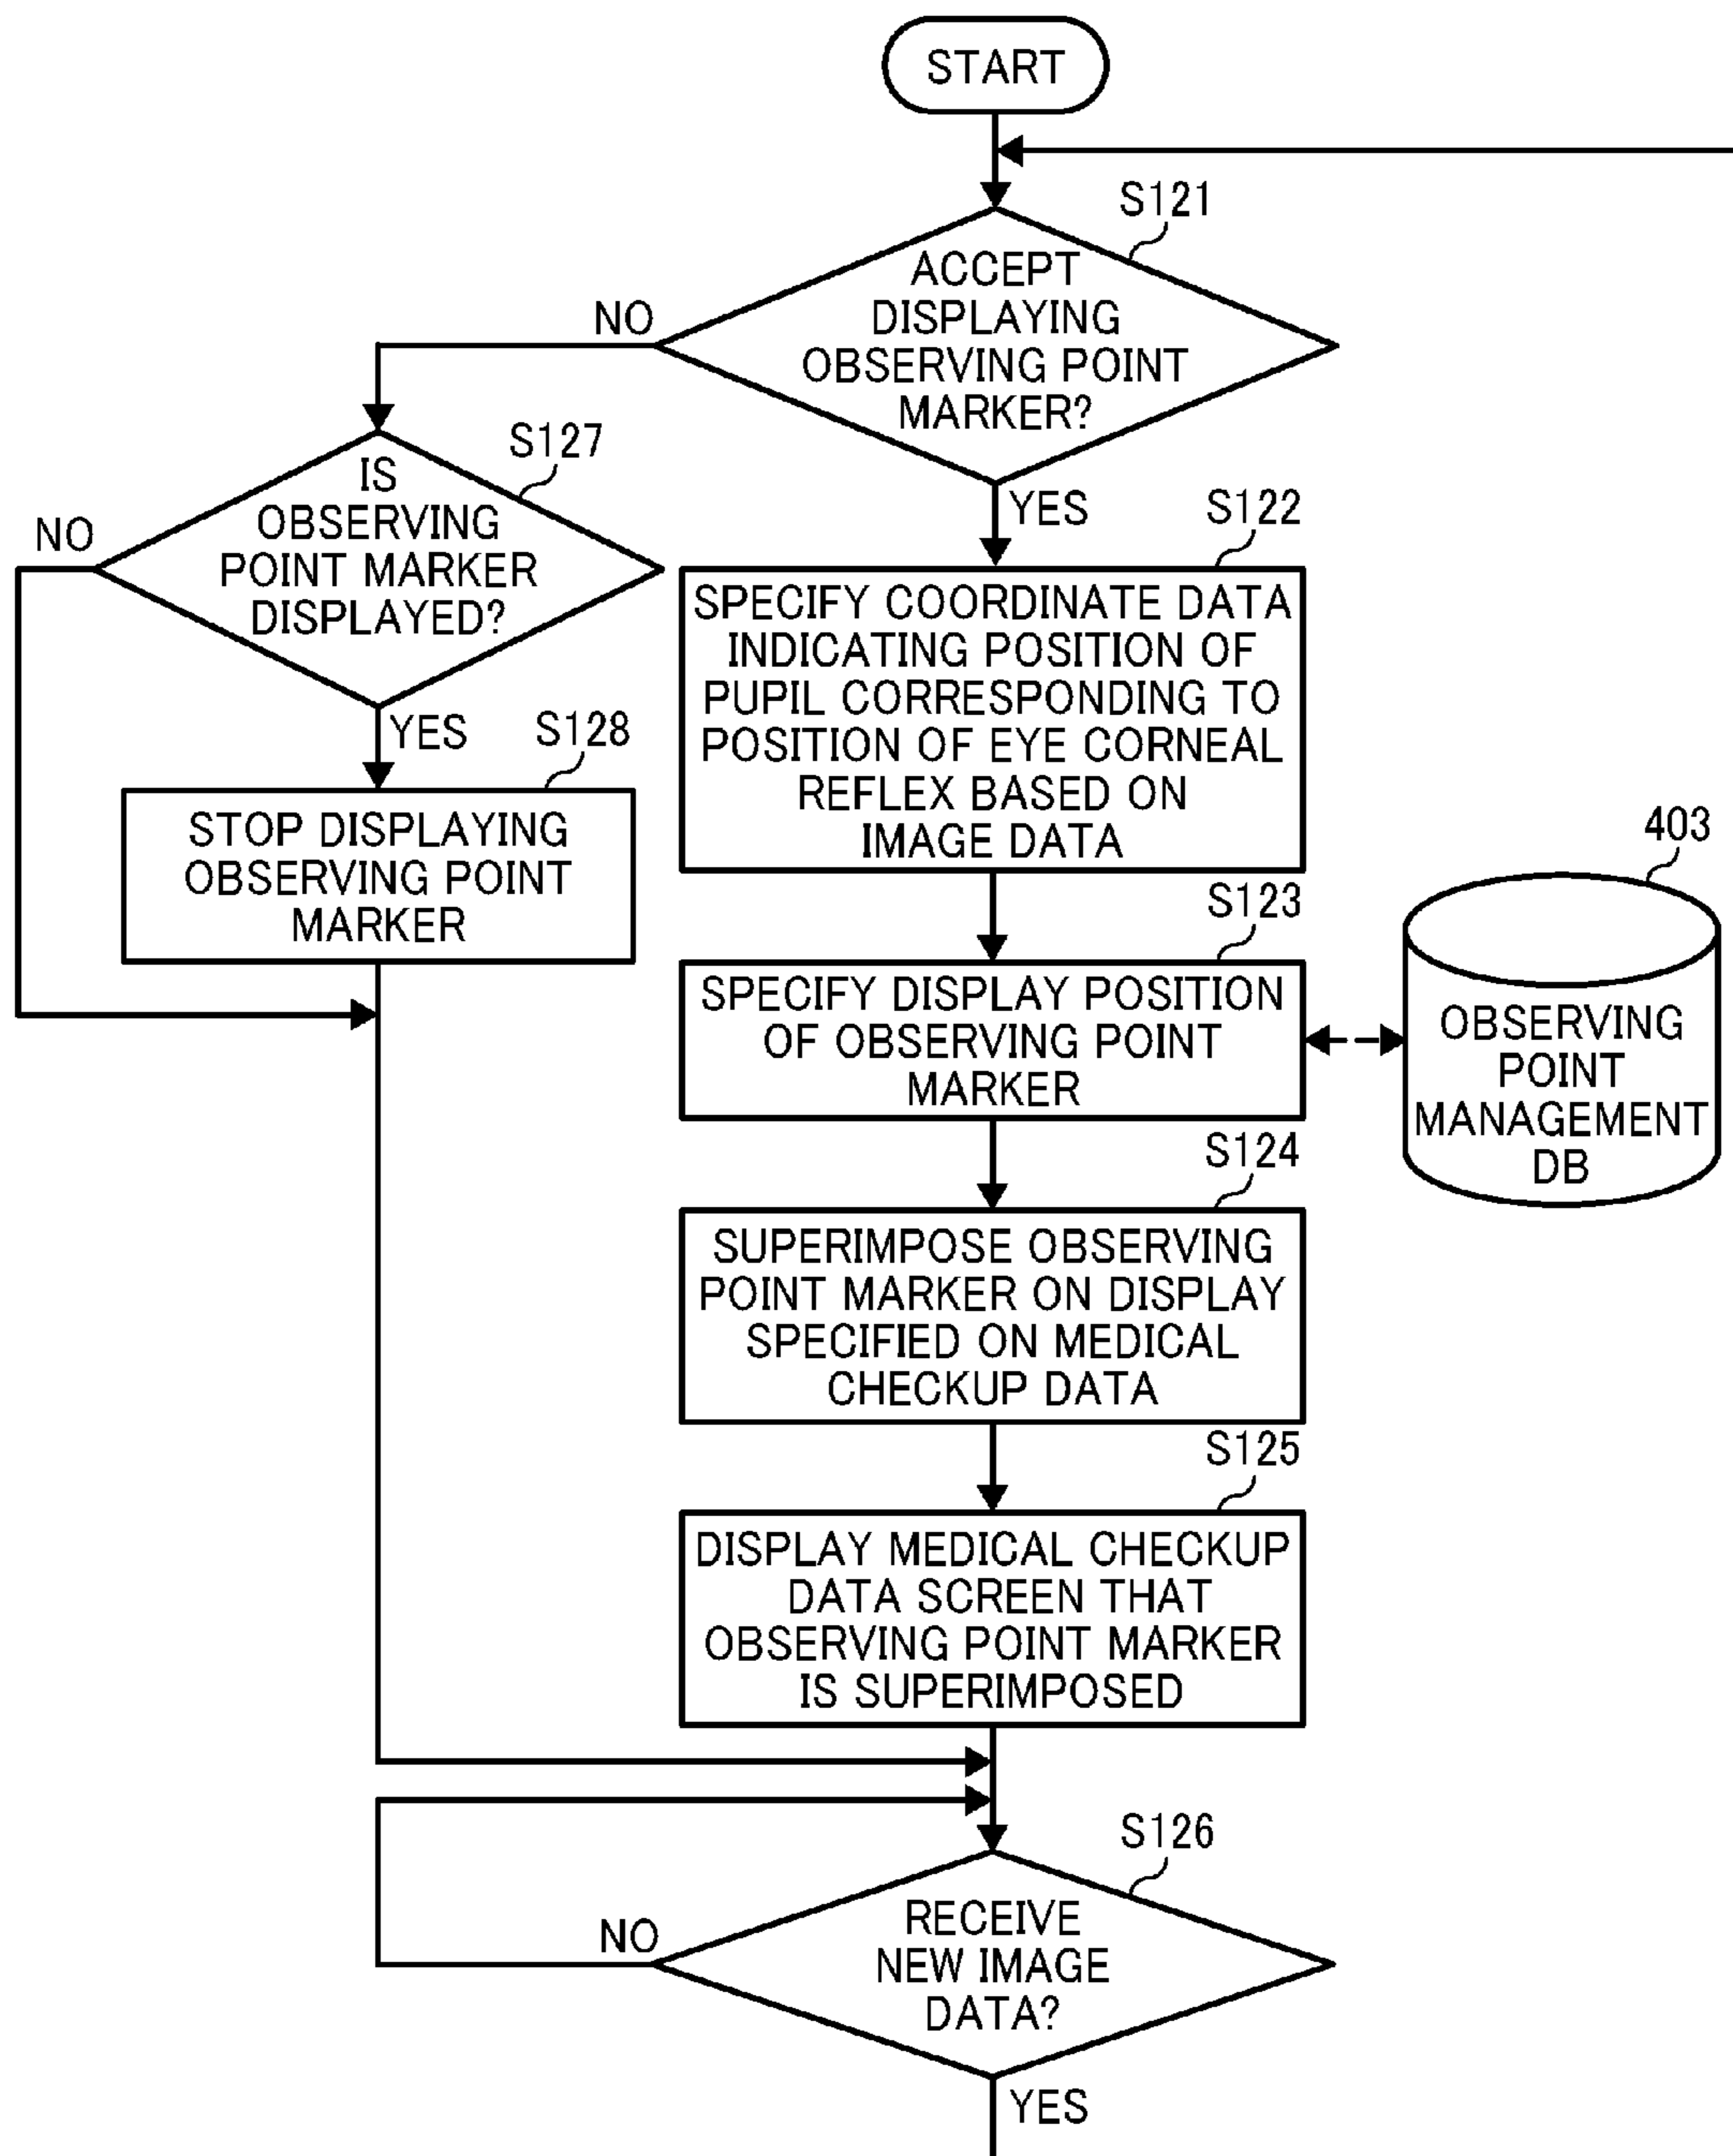 START
S121
ACCEPT
DISPLAYING
OBSERVING POINT
MARKER?
NO
YES
S127
IS
OBSERVING
POINT MARKER
DISPLAYED?
NO
YES
S128
STOP DISPLAYING
OBSERVING POINT
MARKER
S122
SPECIFY COORDINATE DATA
INDICATING POSITION OF
PUPIL CORRESPONDING TO
POSITION OF EYE CORNEAL
REFLEX BASED ON
IMAGE DATA
S123
SPECIFY DISPLAY POSITION
OF OBSERVING POINT
MARKER
403
OBSERVING
POINT
MANAGEMENT
DB
S124
SUPERIMPOSE OBSERVING
POINT MARKER ON DISPLAY
SPECIFIED ON MEDICAL
CHECKUP DATA
S125
DISPLAY MEDICAL CHECKUP
DATA SCREEN THAT
OBSERVING POINT MARKER
IS SUPERIMPOSED
S126
RECEIVE
NEW IMAGE
DATA?
NO
YES